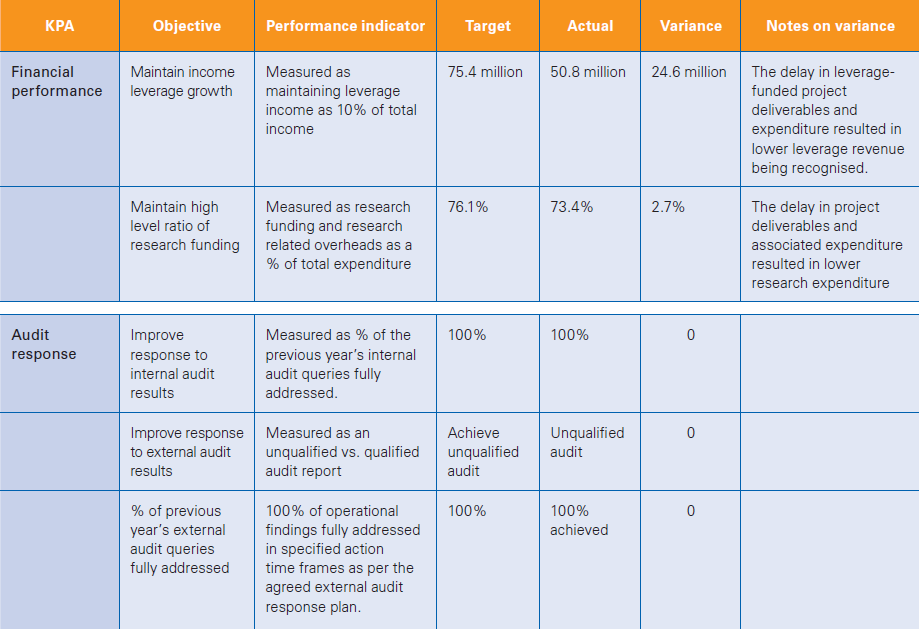 KPA
Objective
Performance indicator
Target
Actual
Variance
Notes on variance
Financial
performance
Maintain income
leverage growth
Measured as
maintaining leverage
income as 10% of total
income
75.4 million
50.8 million
24.6 million
The delay in leverage-
funded project
deliverables and
expenditure resulted in
lower leverage revenue
being recognised.
Maintain high
level ratio of
research funding
Measured as research
funding and research
related overheads as a
% of total expenditure
76.1%
73.4%
2.7%
The delay in project
deliverables and
associated expenditure
resulted in lower
research expenditure
Audit
response
Improve
response to
internal audit
results
Measured as % of the
previous year’s internal
audit queries fully
addressed.
100%
100%
0
Improve response
to external audit
results
Measured as an
unqualified vs. qualified
audit report
Achieve
unqualified
audit
Unqualified
audit
0
% of previous
year’s external
audit queries
fully addressed
100% of operational
findings fully addressed
in specified action
time frames as per the
agreed external audit
response plan.
100%
100%
achieved
0